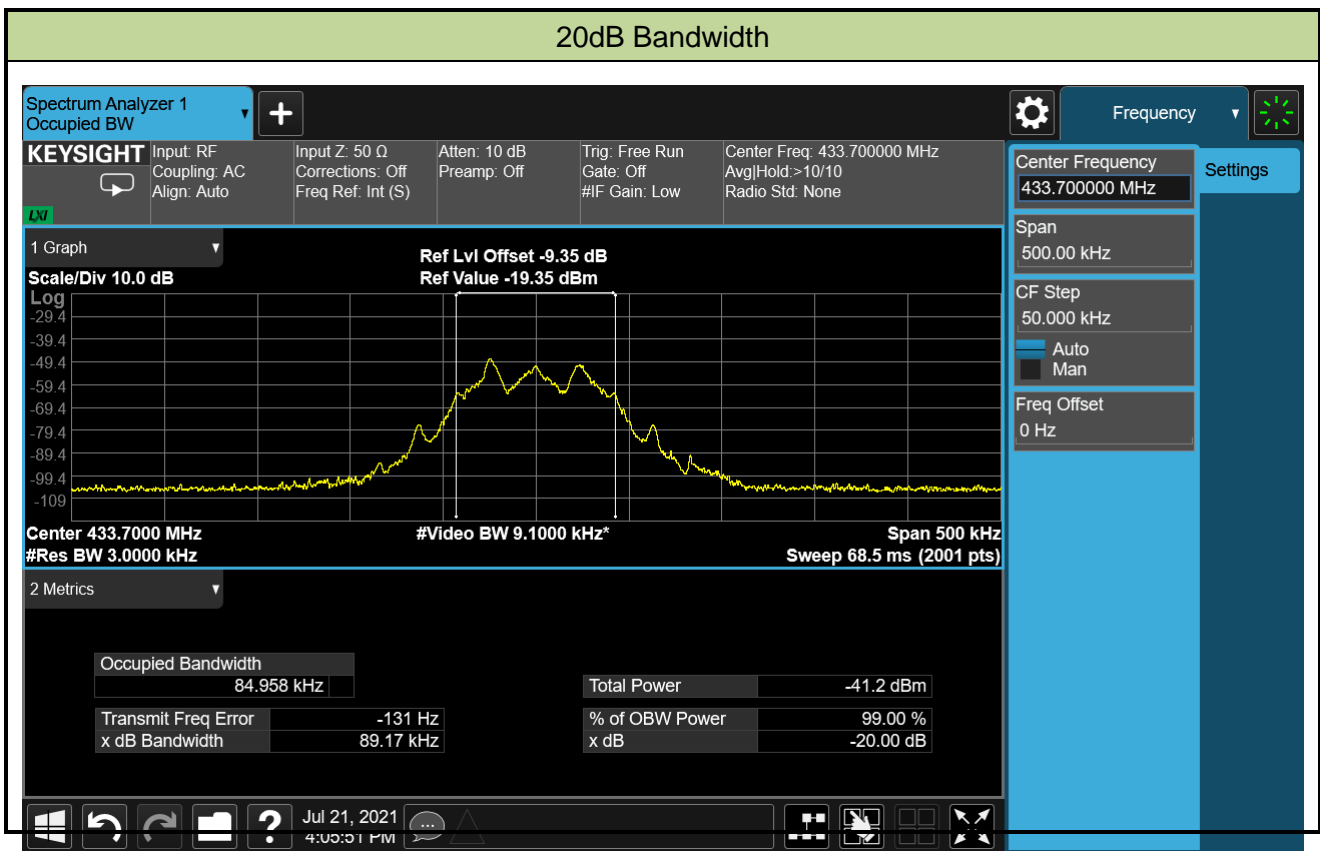 20dB Bandwidth
Spectrum Analyzer 1
Occupied BW
+
Frequency
KEYSIGHT
Input: RF
Coupling: AC
Align: Auto
Input Z: 50 Ω
Corrections: Off
Freq Ref: Int (S)
Atten: 10 dB
Preamp: Off
Trig: Free Run
Gate: Off
#IF Gain: Low
Center Freq: 433.700000 MHz
Avg|Hold:>10/10
Radio Std: None
LXI
Center Frequency
433.700000 MHz
Settings
Span
500.00 kHz
CF Step
50.000 kHz
Auto
Man
Freq Offset
0 Hz
1 Graph
Ref Lvl Offset -9.35 dB
Scale/Div 10.0 dB
Ref Value -19.35 dBm
Log
-29.4
-39.4
-49.4
-59.4
-69.4
-79.4
-89.4
-99.4
-109
Center 433.7000 MHz
#Video BW 9.1000 kHz*
Span 500 kHz
#Res BW 3.0000 kHz
Sweep 68.5 ms (2001 pts)
2 Metrics
Occupied Bandwidth
84.958 kHz
Total Power -41.2 dBm
Transmit Freq Error -131 Hz
% of OBW Power 99.00 %
x dB Bandwidth 89.17 kHz
x dB -20.00 dB
?
Jul 21, 2021
4:05:51 PM